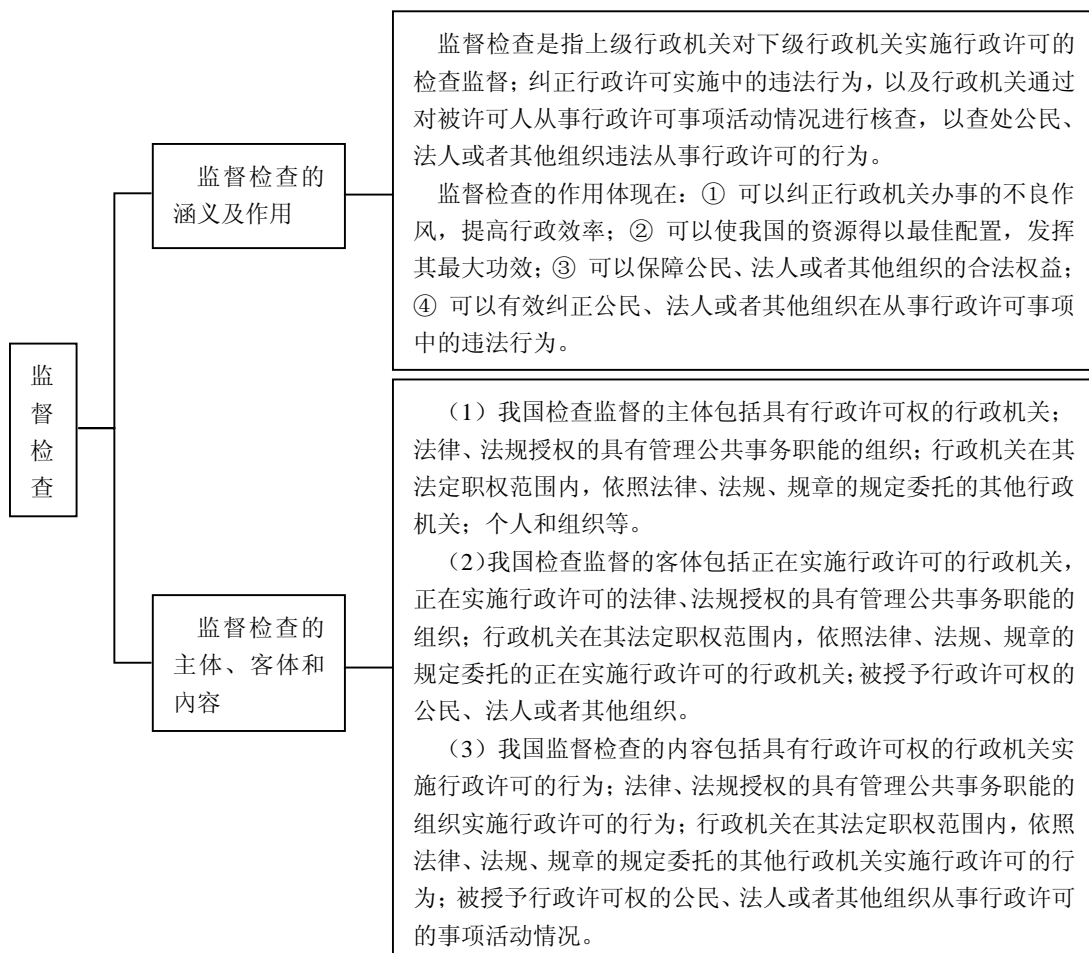 监督检查
监督检查的
涵义及作用
监督检查是指上级行政机关对下级行政机关实施行政许可的
检查监督；纠正行政许可实施中的违法行为，以及行政机关通过
对被许可人从事行政许可事项活动情况进行核查，以查处公民、
法人或者其他组织违法从事行政许可的行为。
监督检查的作用体现在：① 可以纠正行政机关办事的不良作
风，提高行政效率；② 可以使我国的资源得以最佳配置，发挥
其最大功效；③ 可以保障公民、法人或者其他组织的合法权益；
④ 可以有效纠正公民、法人或者其他组织在从事行政许可事项
中的违法行为。
监督检查的
主体、客体和
内容
（1）我国检查监督的主体包括具有行政许可权的行政机关；
法律、法规授权的具有管理公共事务职能的组织；行政机关在其
法定职权范围内，依照法律、法规、规章的规定委托的其他行政
机关；个人和组织等。
（2）我国检查监督的客体包括正在实施行政许可的行政机关，
正在实施行政许可的法律、法规授权的具有管理公共事务职能的
组织；行政机关在其法定职权范围内，依照法律、法规、规章的
规定委托的正在实施行政许可的行政机关；被授予行政许可权的
公民、法人或者其他组织。
（3）我国监督检查的内容包括具有行政许可权的行政机关实
施行政许可的行为；法律、法规授权的具有管理公共事务职能的
组织实施行政许可的行为；行政机关在其法定职权范围内，依照
法律、法规、规章的规定委托的其他行政机关实施行政许可的行
为；被授予行政许可权的公民、法人或者其他组织从事行政许可
的事项活动情况。